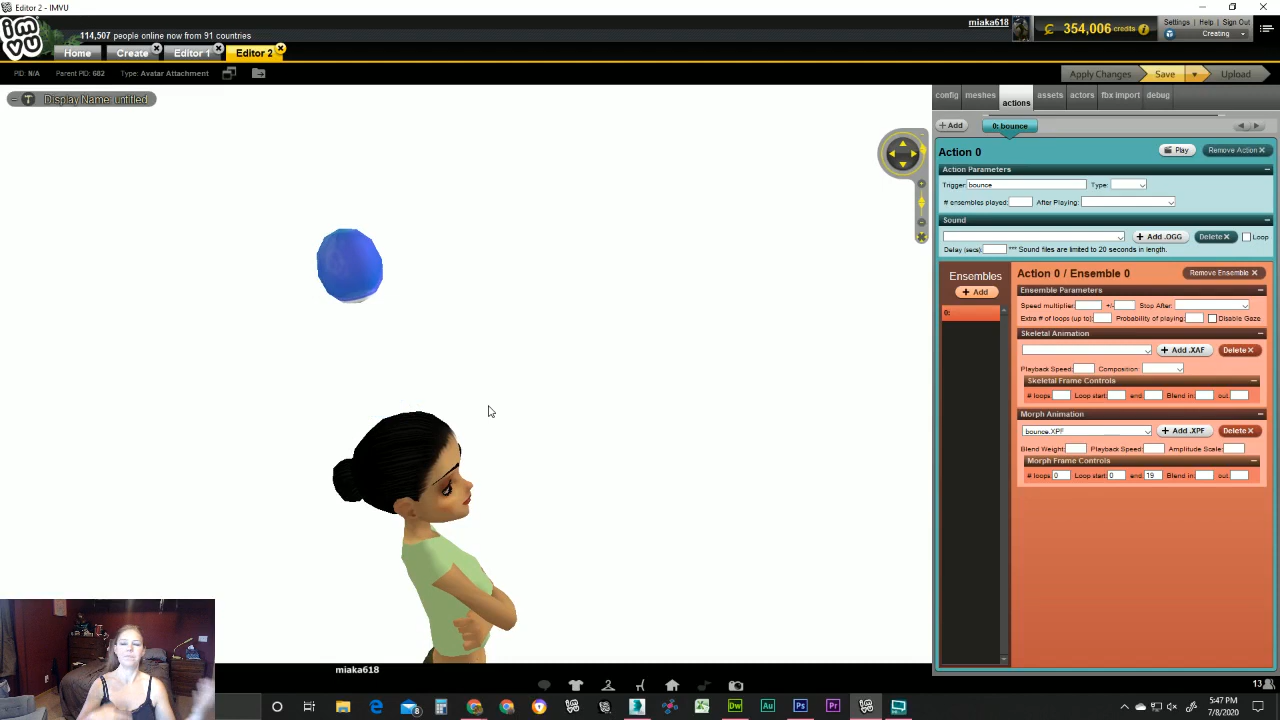 Editor 2 - IMVU
114,507 people online now from 91 countries
miaka618
354,006 credits
Settings | Help | Sign Out
Creating
imvu
Home
Create
Editor 1
Editor 2
PID: N/A Parent PID: 682 Type: Avatar Attachment
Apply Changes Save Upload
Display Name: untitled
config meshes actions assets actors fbx import debug
+ Add
0: bounce
Action 0
Play
Remove Action X
Action Parameters
Trigger: bounce Type:
# ensembles played: After Playing:
Sound
+ Add .OGG Delete X Loop
Delay (secs): *** Sound files are limited to 20 seconds in length.
Ensembles
+ Add
0:
Action 0 / Ensemble 0
Remove Ensemble X
Ensemble Parameters
Speed multiplier: +/- Stop After:
Extra # of loops (up to): Probability of playing: Disable Gaze
Skeletal Animation
+ Add .XAF Delete X
Playback Speed: Composition:
Skeletal Frame Controls
# loops: Loop start: end: Blend in: out:
Morph Animation
bounce.XPF + Add .XPF Delete X
Blend Weight: Playback Speed: Amplitude Scale:
Morph Frame Controls
# loops: 0 Loop start: 0 end: 19 Blend in: out:
miaka618
13
Dw Au Ps Pr
5:47 PM
7/8/2020